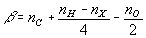 β = n_C + (n_H − n_X)/4 − n_O/2